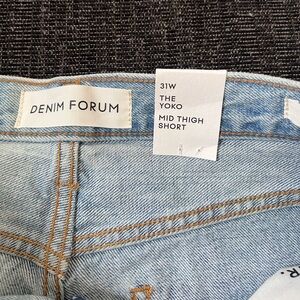 DENIM FORUM
31W
THE
YOKO
MID THIGH
SHORT
R.